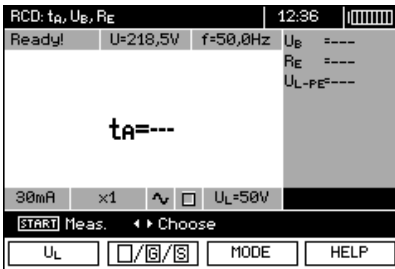 RCD: tA, UB, RE 12:36
Ready! U=218,5V f=50,0Hz
UB =---
RE =---
UL-PE=---
tA=---
30mA x1 UL=50V
START Meas. Choose
UL □/G/S MODE HELP